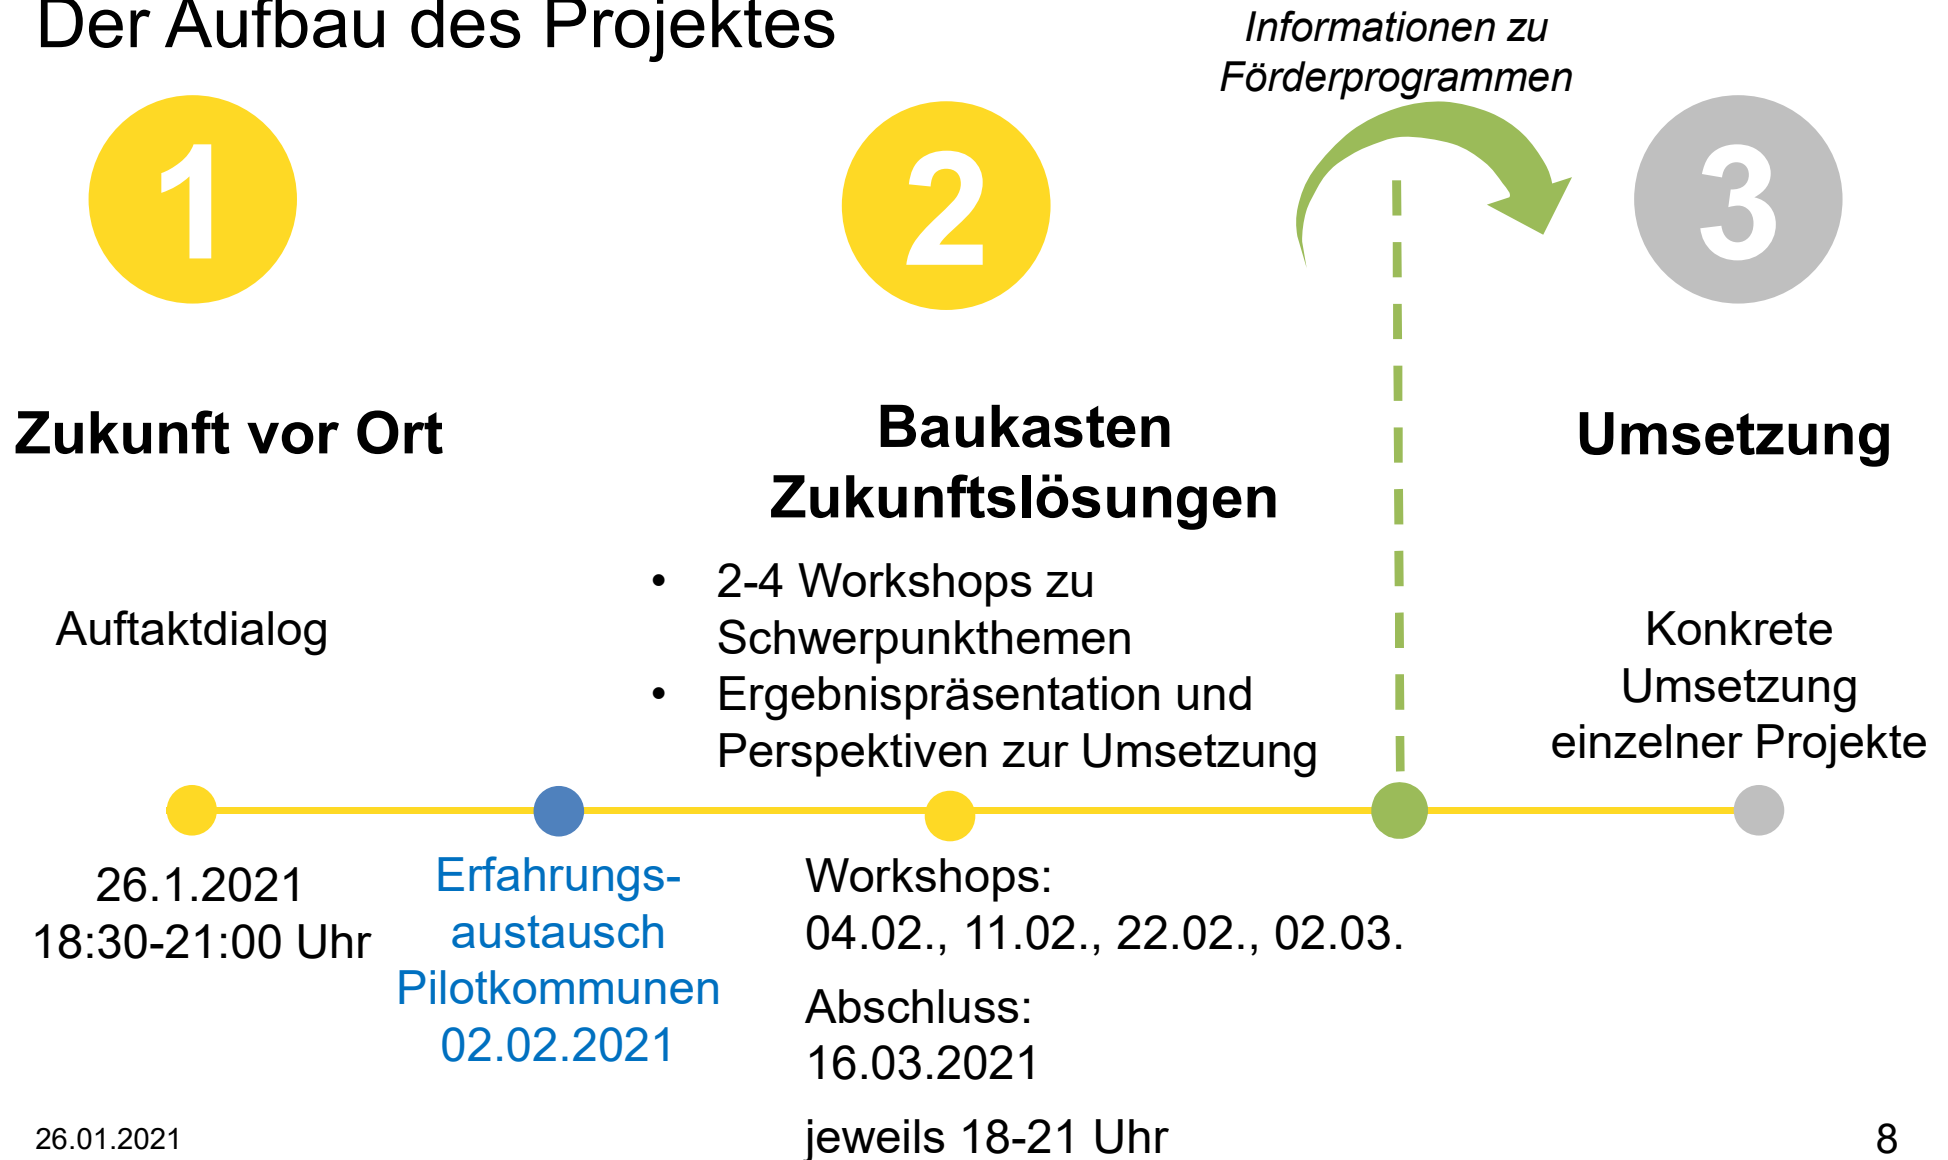 Der Aufbau des Projektes
Informationen zu
Förderprogrammen
1
2
3
Zukunft vor Ort
Baukasten
Zukunftslösungen
Umsetzung
Auftaktdialog
• 2-4 Workshops zu
Schwerpunkthemen
• Ergebnispräsentation und
Perspektiven zur Umsetzung
Konkrete
Umsetzung
einzelner Projekte
26.1.2021
18:30-21:00 Uhr
Erfahrungs-
austausch
Pilotkommunen
02.02.2021
Workshops:
04.02., 11.02., 22.02., 02.03.
Abschluss:
16.03.2021
jeweils 18-21 Uhr
26.01.2021
8